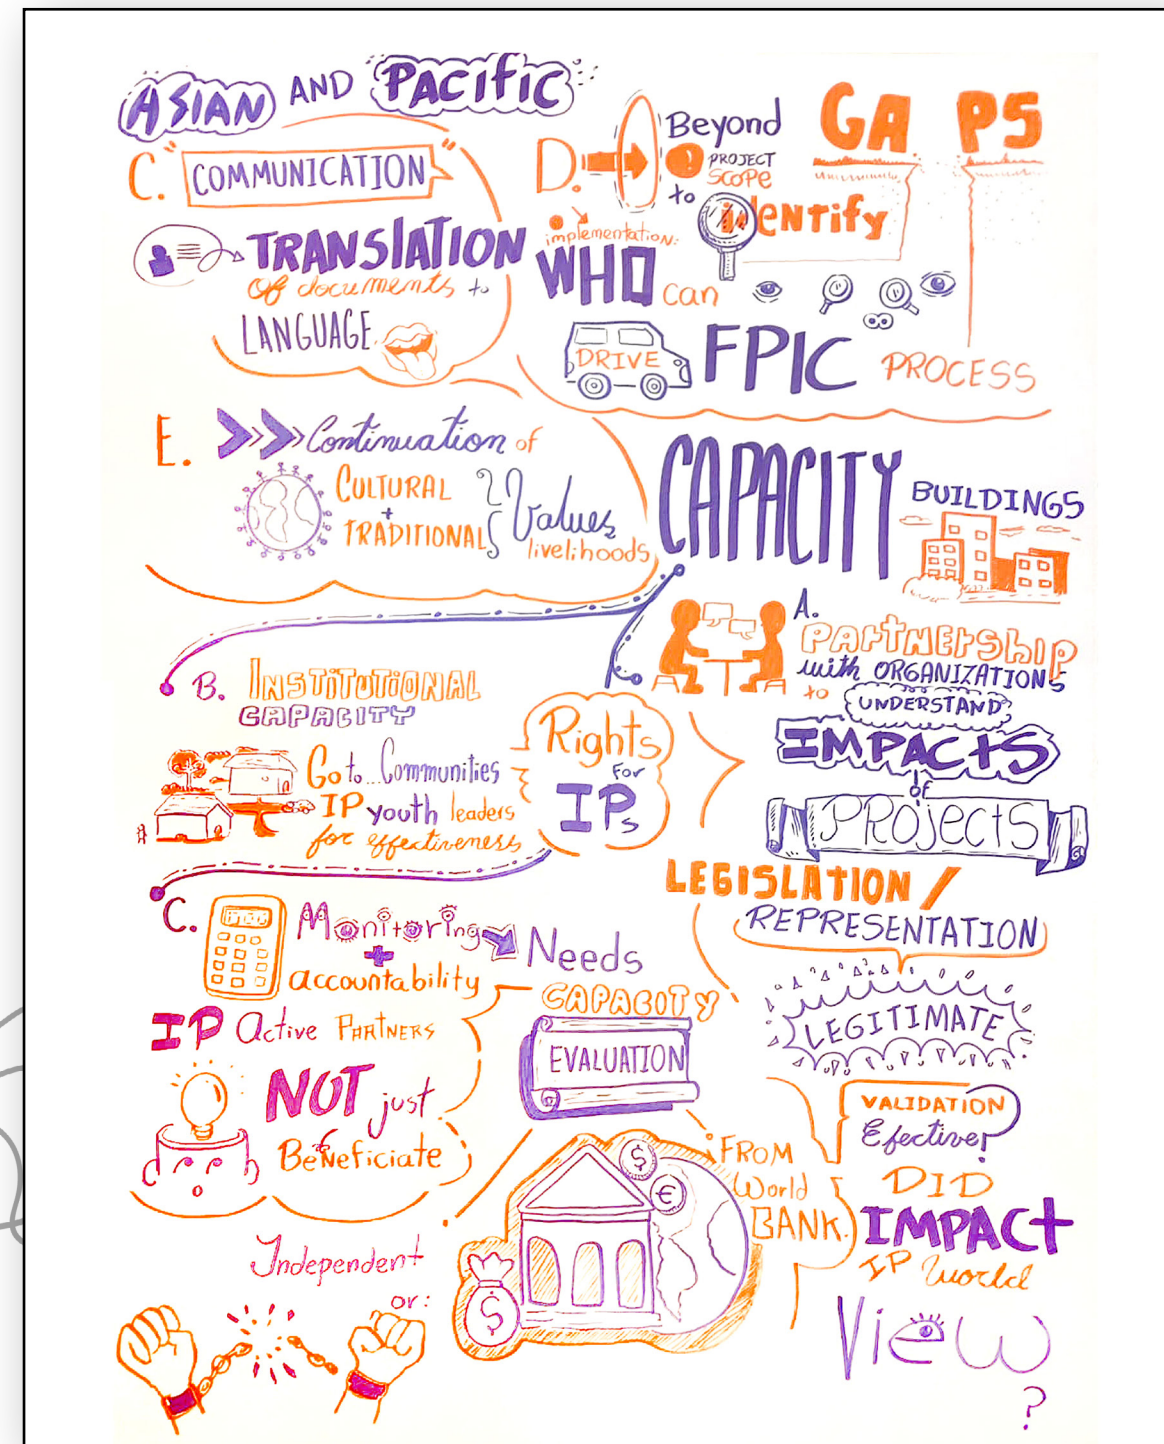 ASIAN AND PACIFIC
C. "COMMUNICATION"
TRANSlATION
of documents to
LANGUAGE
D. Beyond
PROJECT
SCOPE
to identify
GAPS
implementation:
WHO can
DRIVE FPIC PROCESS
E. Continuation of
CULTURAL
+
TRADITIONAL
Values
livelihoods
CAPACITY BUILDINGS
A.
PARTNERSHIP
with ORGANIZATIONS
to UNDERSTAND
IMPACTS
of
PROJECTS
B. INSTITUTIONAL
CAPACITY
Go to... Communities
IP youth leaders
for effectiveness
Rights
FOR
IPs
C. Monitoring
+
accountability
Needs
CAPACITY
EVALUATION
IP Active PARTNERS
NOT just
Beneficiate
LEGISLATION /
REPRESENTATION
LEGITIMATE
VALIDATION
Efective?
FROM
World
BANK
DID
IMPACT
IP World
View
?
Independent
or:
$
€
$